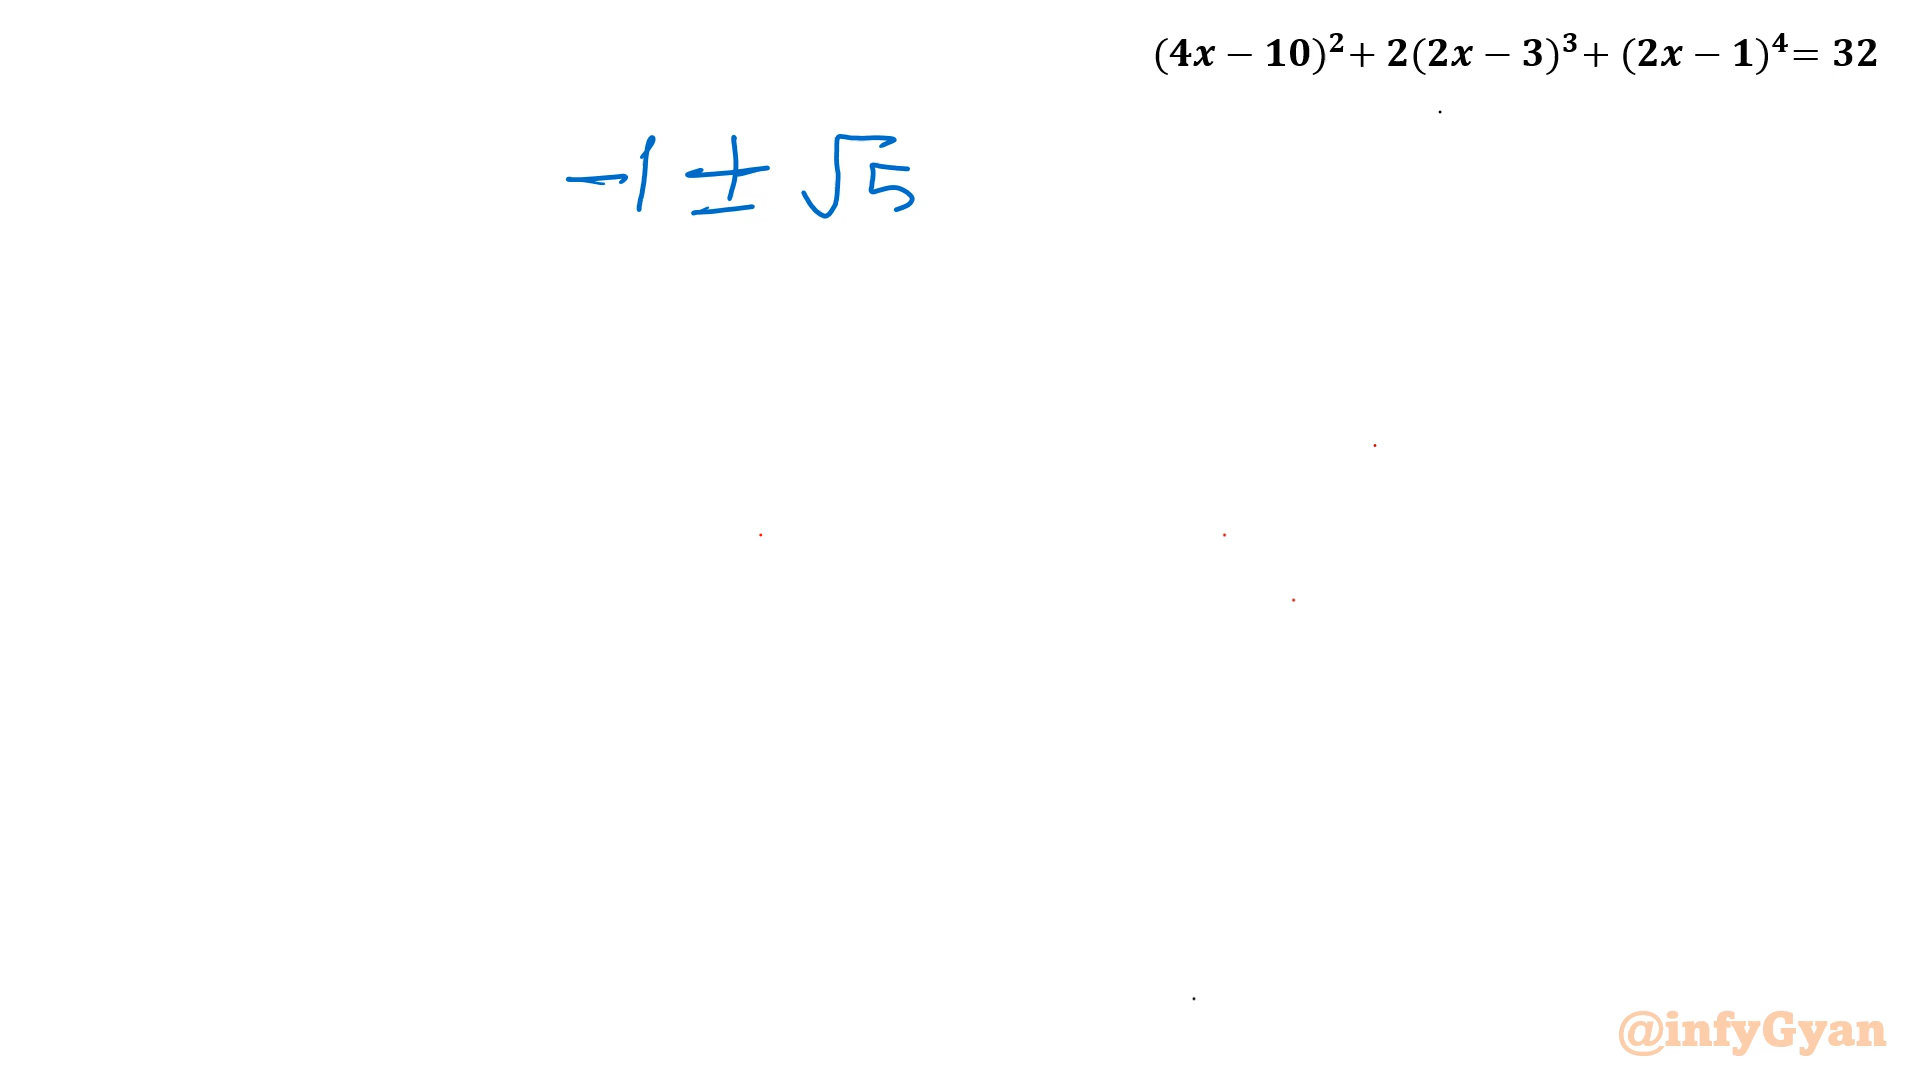 (4x − 10)²+ 2(2x − 3)³+ (2x − 1)⁴= 32
−1 ± √5
@infyGyan